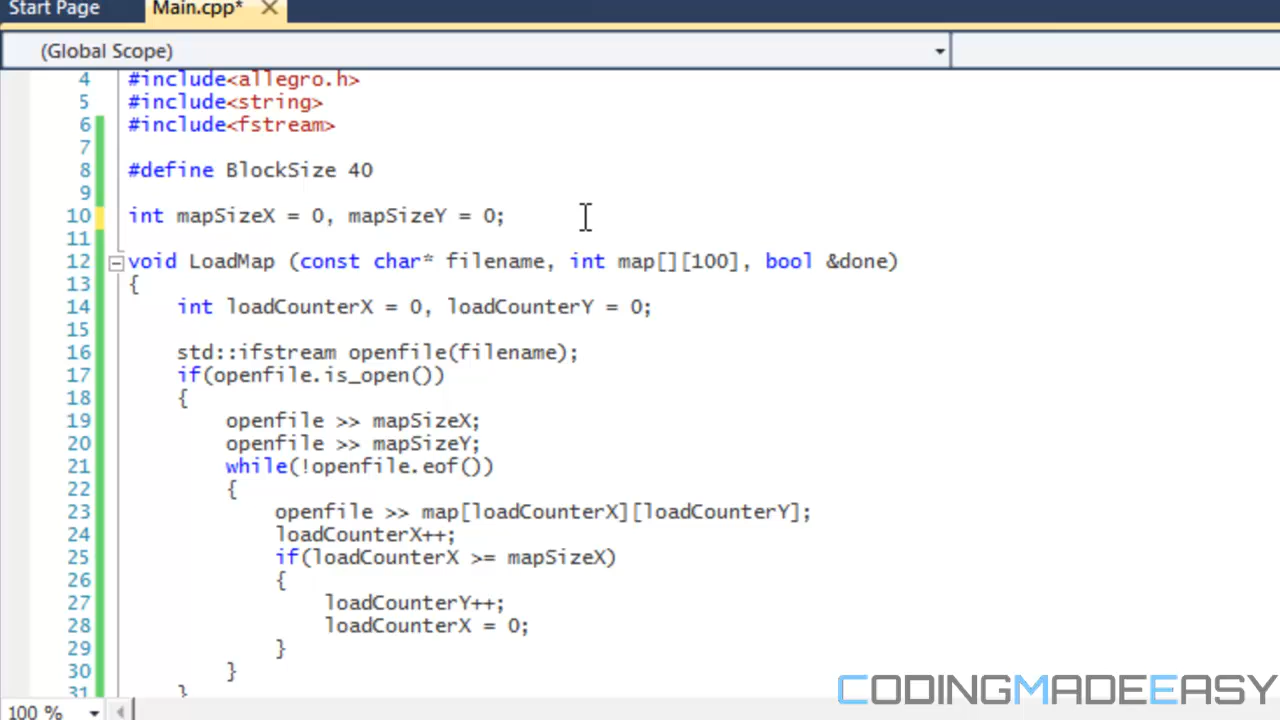 Start Page Main.cpp*
(Global Scope)
4 #include<allegro.h>
5 #include<string>
6 #include<fstream>
7
8 #define BlockSize 40
9
10 int mapSizeX = 0, mapSizeY = 0;
11
12 void LoadMap (const char* filename, int map[][100], bool &done)
13 {
14 int loadCounterX = 0, loadCounterY = 0;
15
16 std::ifstream openfile(filename);
17 if(openfile.is_open())
18 {
19 openfile >> mapSizeX;
20 openfile >> mapSizeY;
21 while(!openfile.eof())
22 {
23 openfile >> map[loadCounterX][loadCounterY];
24 loadCounterX++;
25 if(loadCounterX >= mapSizeX)
26 {
27 loadCounterY++;
28 loadCounterX = 0;
29 }
30 }
31 }
CODINGMADEEASY
100 %